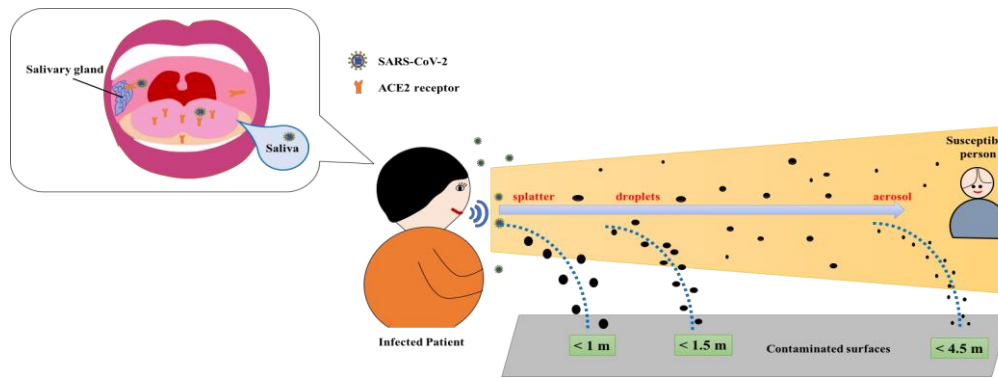 Salivary gland
Saliva
SARS-CoV-2
ACE2 receptor
Infected Patient
splatter
droplets
aerosol
Susceptib
person
< 1 m
< 1.5 m
< 4.5 m
Contaminated surfaces